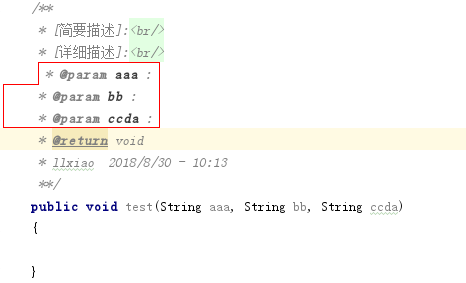 /**
* [简要描述]:<br/>
* [详细描述]:<br/>
* @param aaa :
* @param bb :
* @param ccda :
* @return void
* llxiao  2018/8/30 - 10:13
**/
public void test(String aaa, String bb, String ccda)
{
}